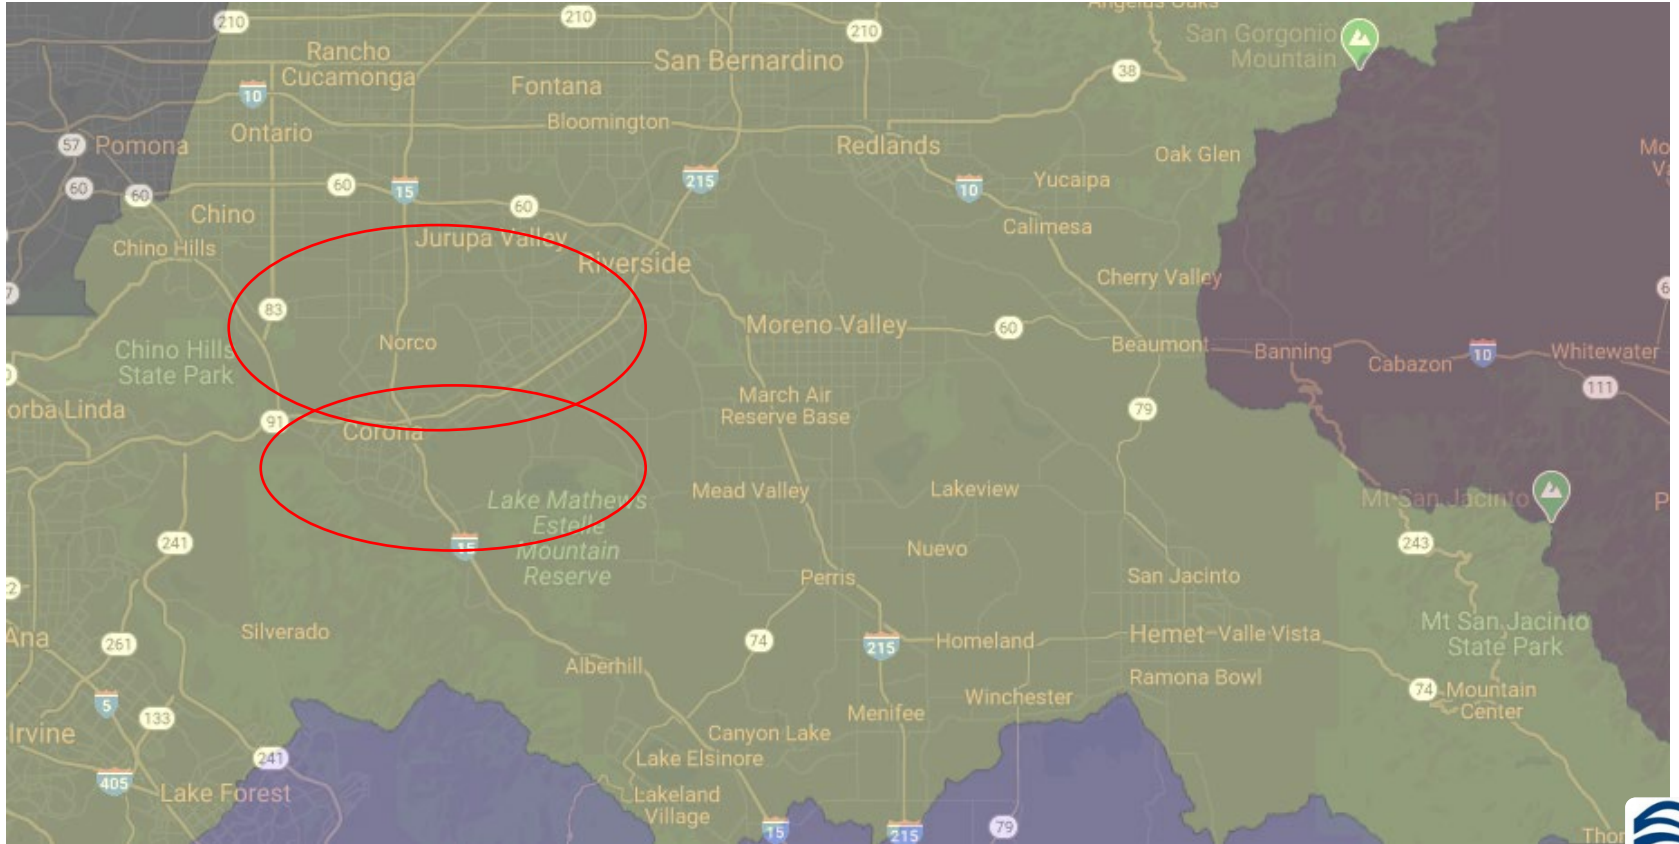 Angelus Oaks
210
210
210
San Gorgonio
Mountain
Rancho
Cucamonga
San Bernardino
38
10
Fontana
Bloomington
Ontario
57
Pomona
Redlands
Oak Glen
60
60
60
15
215
10
Yucaipa
60
Chino
Calimesa
Jurupa Valley
Chino Hills
Riverside
Cherry Valley
83
Moreno Valley
60
Norco
Beaumont
Banning
10
Whitewater
Cabazon
Chino Hills
State Park
111
March Air
Reserve Base
79
orba Linda
91
Corona
Mead Valley
Lakeview
Mt San Jacinto
Lake Mathews
Estelle
Mountain
Reserve
241
15
243
Nuevo
Perris
San Jacinto
Silverado
Ana
261
74
215
Homeland
Hemet
Valle Vista
Mt San Jacinto
State Park
Alberhill
Ramona Bowl
5
133
Winchester
74
Mountain
Center
Menifee
Irvine
Canyon Lake
241
Lake Elsinore
405
Lake Forest
Lakeland
Village
15
215
79